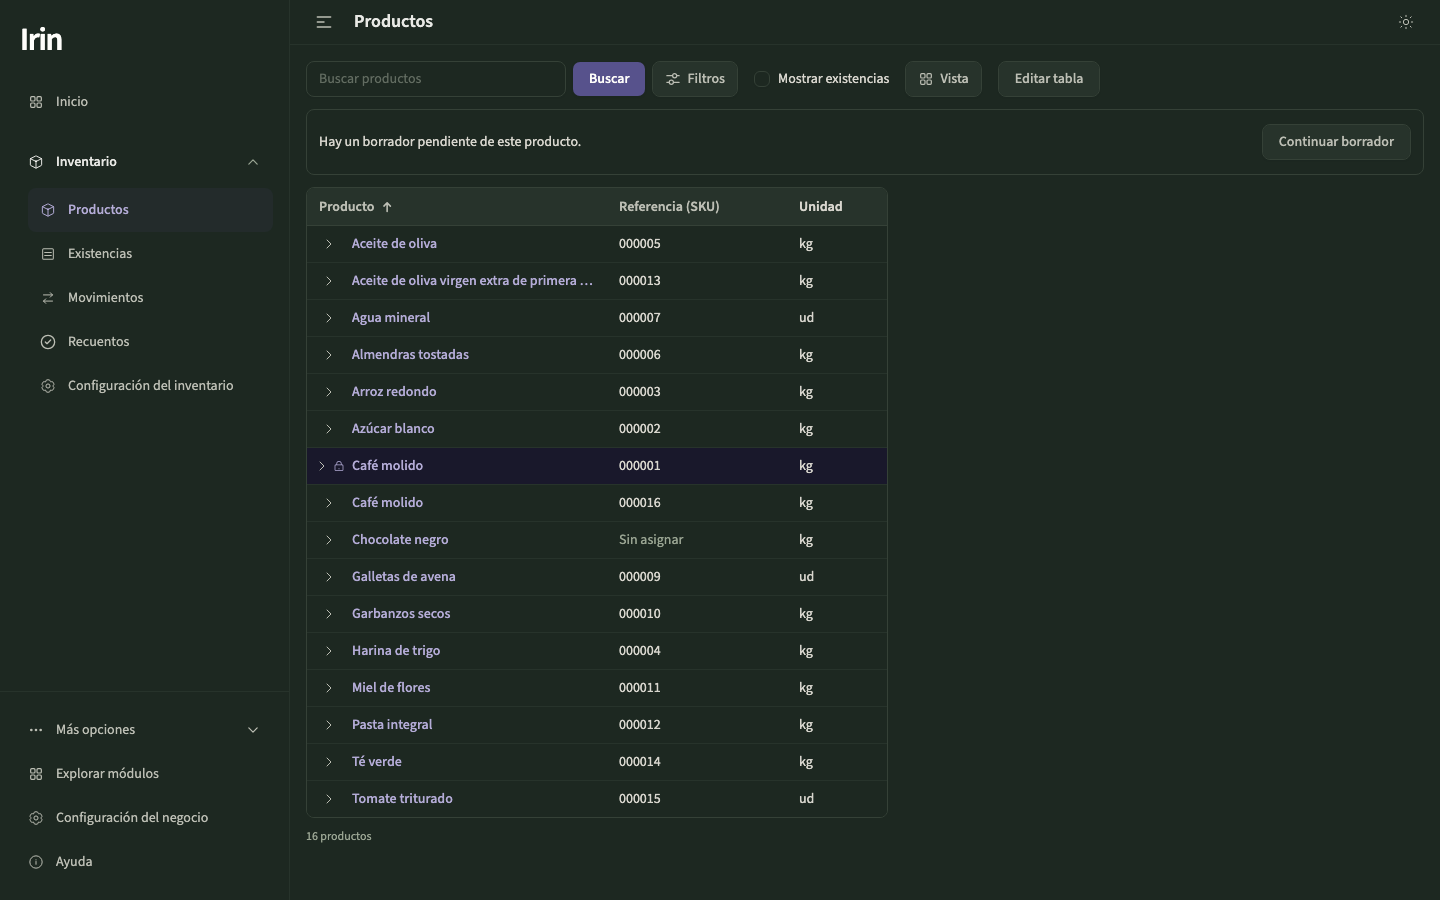 Irin
Inicio
Inventario
Productos
Existencias
Movimientos
Recuentos
Configuración del inventario
Más opciones
Explorar módulos
Configuración del negocio
Ayuda
Productos
Buscar productos Buscar Filtros Mostrar existencias Vista Editar tabla
Hay un borrador pendiente de este producto. Continuar borrador
Producto Referencia (SKU) Unidad
Aceite de oliva 000005 kg
Aceite de oliva virgen extra de primera … 000013 kg
Agua mineral 000007 ud
Almendras tostadas 000006 kg
Arroz redondo 000003 kg
Azúcar blanco 000002 kg
Café molido 000001 kg
Café molido 000016 kg
Chocolate negro Sin asignar kg
Galletas de avena 000009 ud
Garbanzos secos 000010 kg
Harina de trigo 000004 kg
Miel de flores 000011 kg
Pasta integral 000012 kg
Té verde 000014 kg
Tomate triturado 000015 ud
16 productos